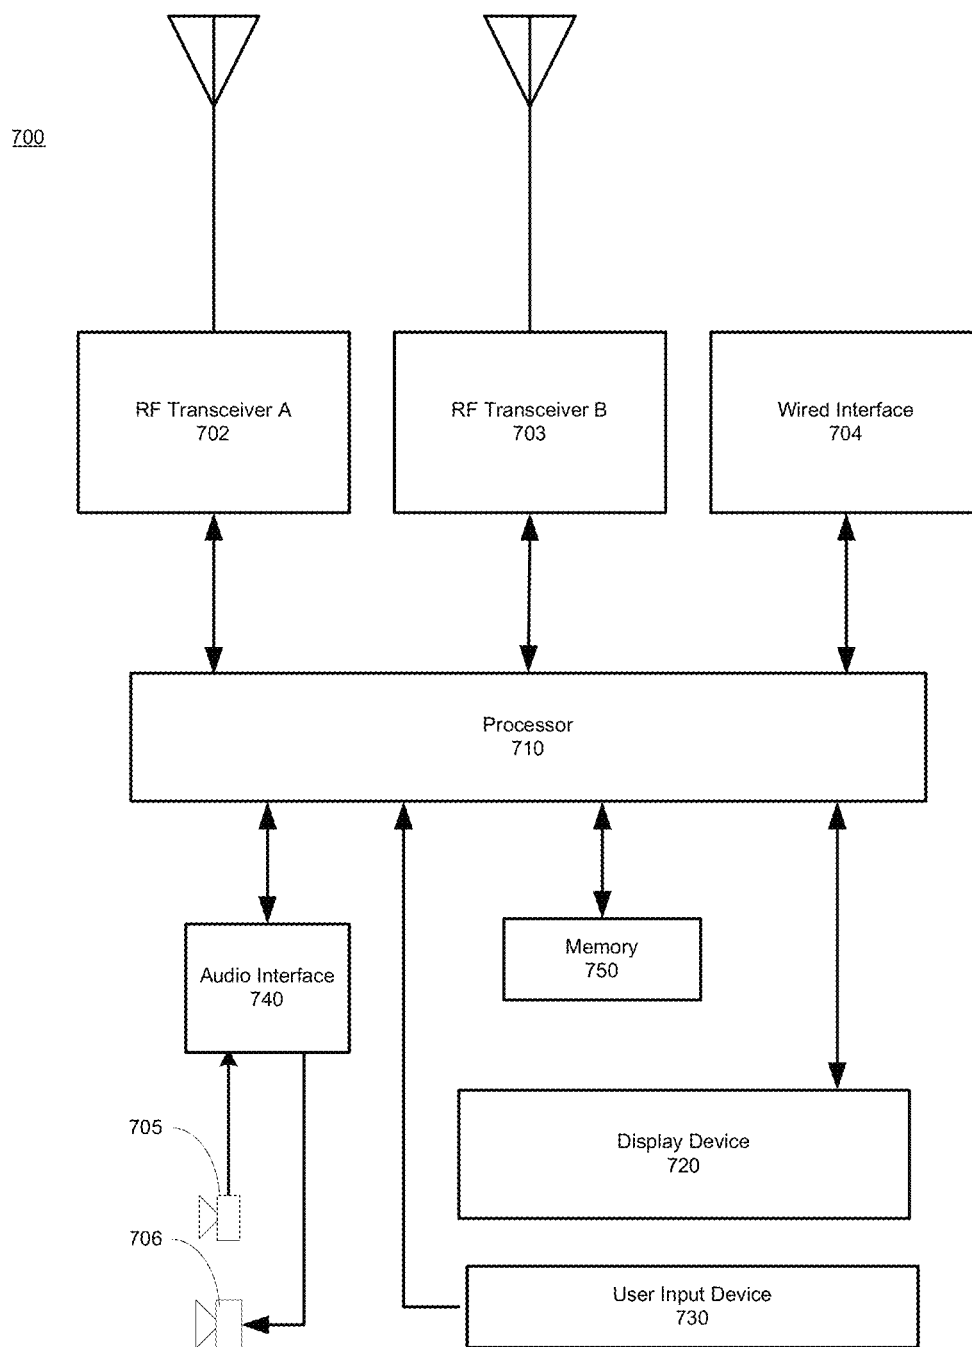 700
RF Transceiver A
702
RF Transceiver B
703
Wired Interface
704
Processor
710
Audio Interface
740
Memory
750
705
Display Device
720
706
User Input Device
730